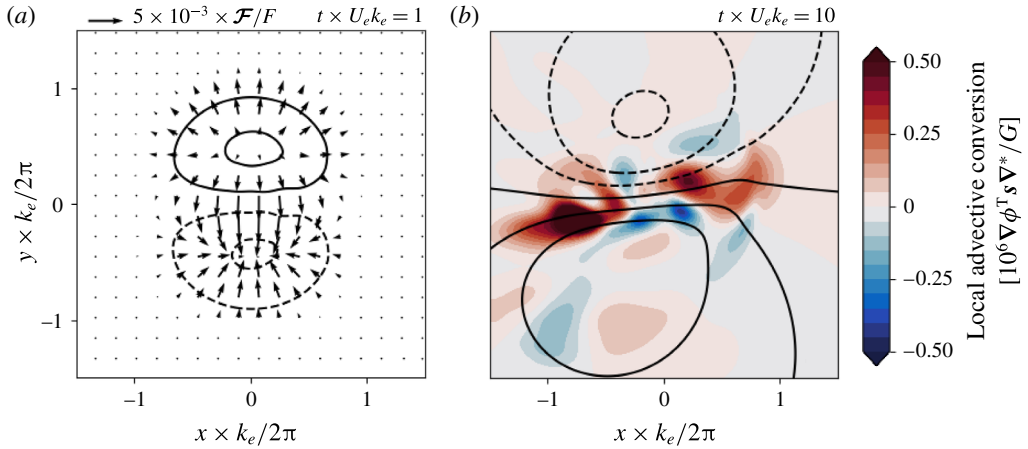 (a) 5 × 10⁻³ × 𝓕/F t × Uₑkₑ = 1
1
0
−1
y × kₑ/2π
−1 0 1
x × kₑ/2π
(b) t × Uₑkₑ = 10
−1 0 1
x × kₑ/2π
0.50
0.25
0
−0.25
−0.50
Local advective conversion
[10⁶∇ϕᵀ s ∇*/G]